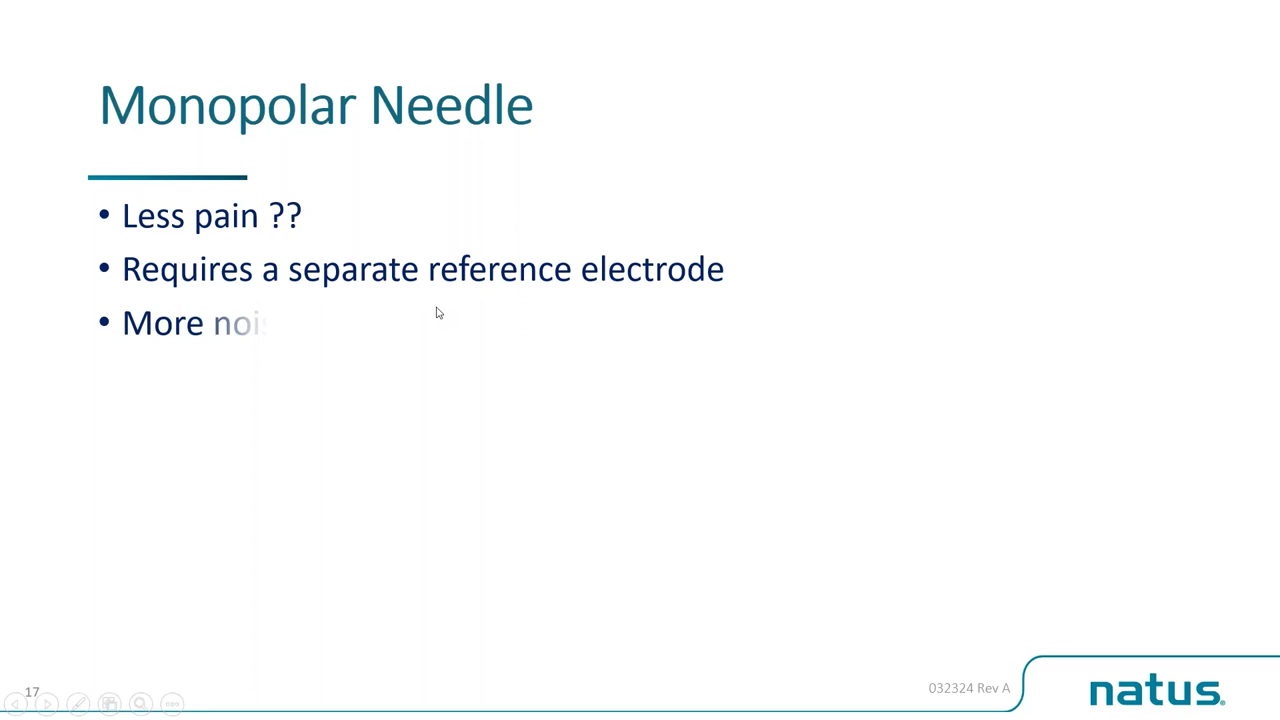 Monopolar Needle
• Less pain ??
• Requires a separate reference electrode
• More
17
032324 Rev A
natus